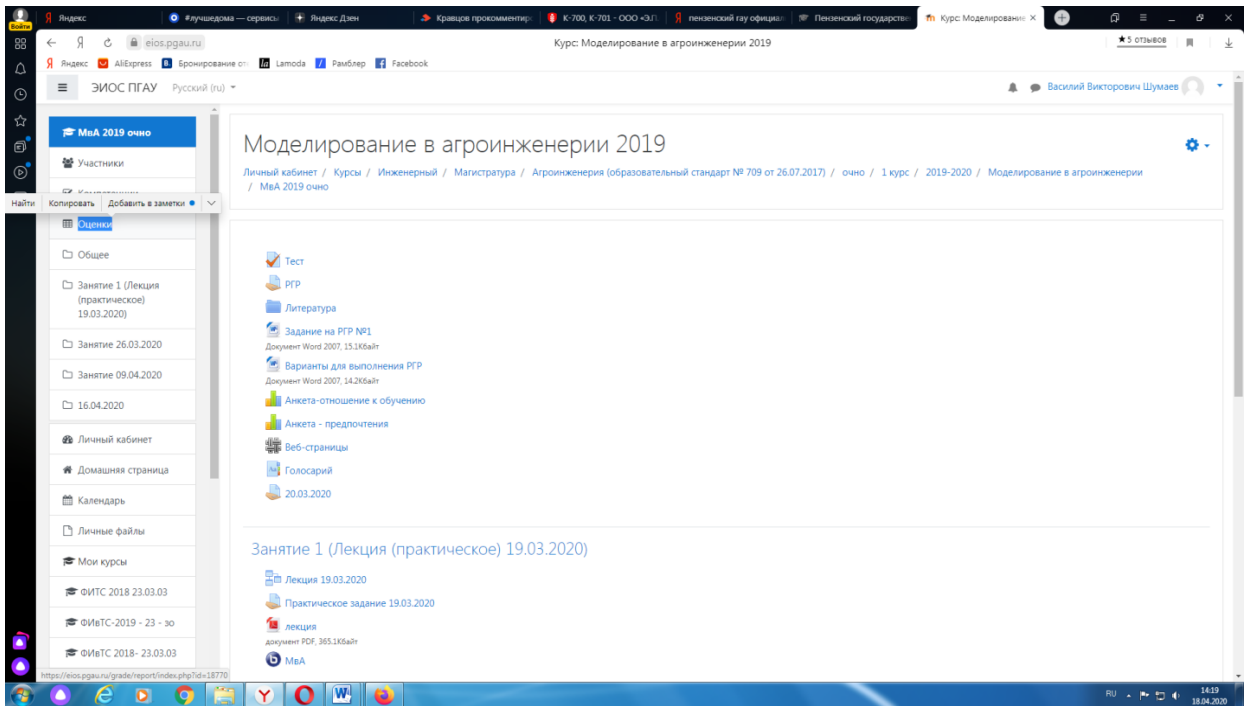 Яндекс
#лучшедома — сервисы
Яндекс Дзен
Кравцов прокомментир
К-700, К-701 - ООО «Э.Л
пензенский гау официал
Пензенский государстве
Курс: Моделирование
Войти
eios.pgau.ru
Курс: Моделирование в агроинженерии 2019
★ 5 отзывов
Яндекс
AliExpress
Бронирование от
Lamoda
Рамблер
Facebook
ЭИОС ПГАУ
Русский (ru)
Василий Викторович Шумаев
МвА 2019 очно
Участники
Компетенции
Найти
Копировать
Добавить в заметки
Оценки
Общее
Занятие 1 (Лекция
(практическое)
19.03.2020)
Занятие 26.03.2020
Занятие 09.04.2020
16.04.2020
Личный кабинет
Домашняя страница
Календарь
Личные файлы
Мои курсы
ФИТС 2018 23.03.03
ФИвТС-2019 - 23 - зо
ФИвТС 2018- 23.03.03
https://eios.pgau.ru/grade/report/index.php?id=18770
Моделирование в агроинженерии 2019
Личный кабинет / Курсы / Инженерный / Магистратура / Агроинженерия (образовательный стандарт № 709 от 26.07.2017) / очно / 1 курс / 2019-2020 / Моделирование в агроинженерии
/ МвА 2019 очно
Тест
РГР
Литература
Задание на РГР №1
Документ Word 2007, 15.1Кбайт
Варианты для выполнения РГР
Документ Word 2007, 14.2Кбайт
Анкета-отношение к обучению
Анкета - предпочтения
Веб-страницы
Голосарий
20.03.2020
Занятие 1 (Лекция (практическое) 19.03.2020)
Лекция 19.03.2020
Практическое задание 19.03.2020
лекция
документ PDF, 365.1Кбайт
МвА
RU
14:19
18.04.2020